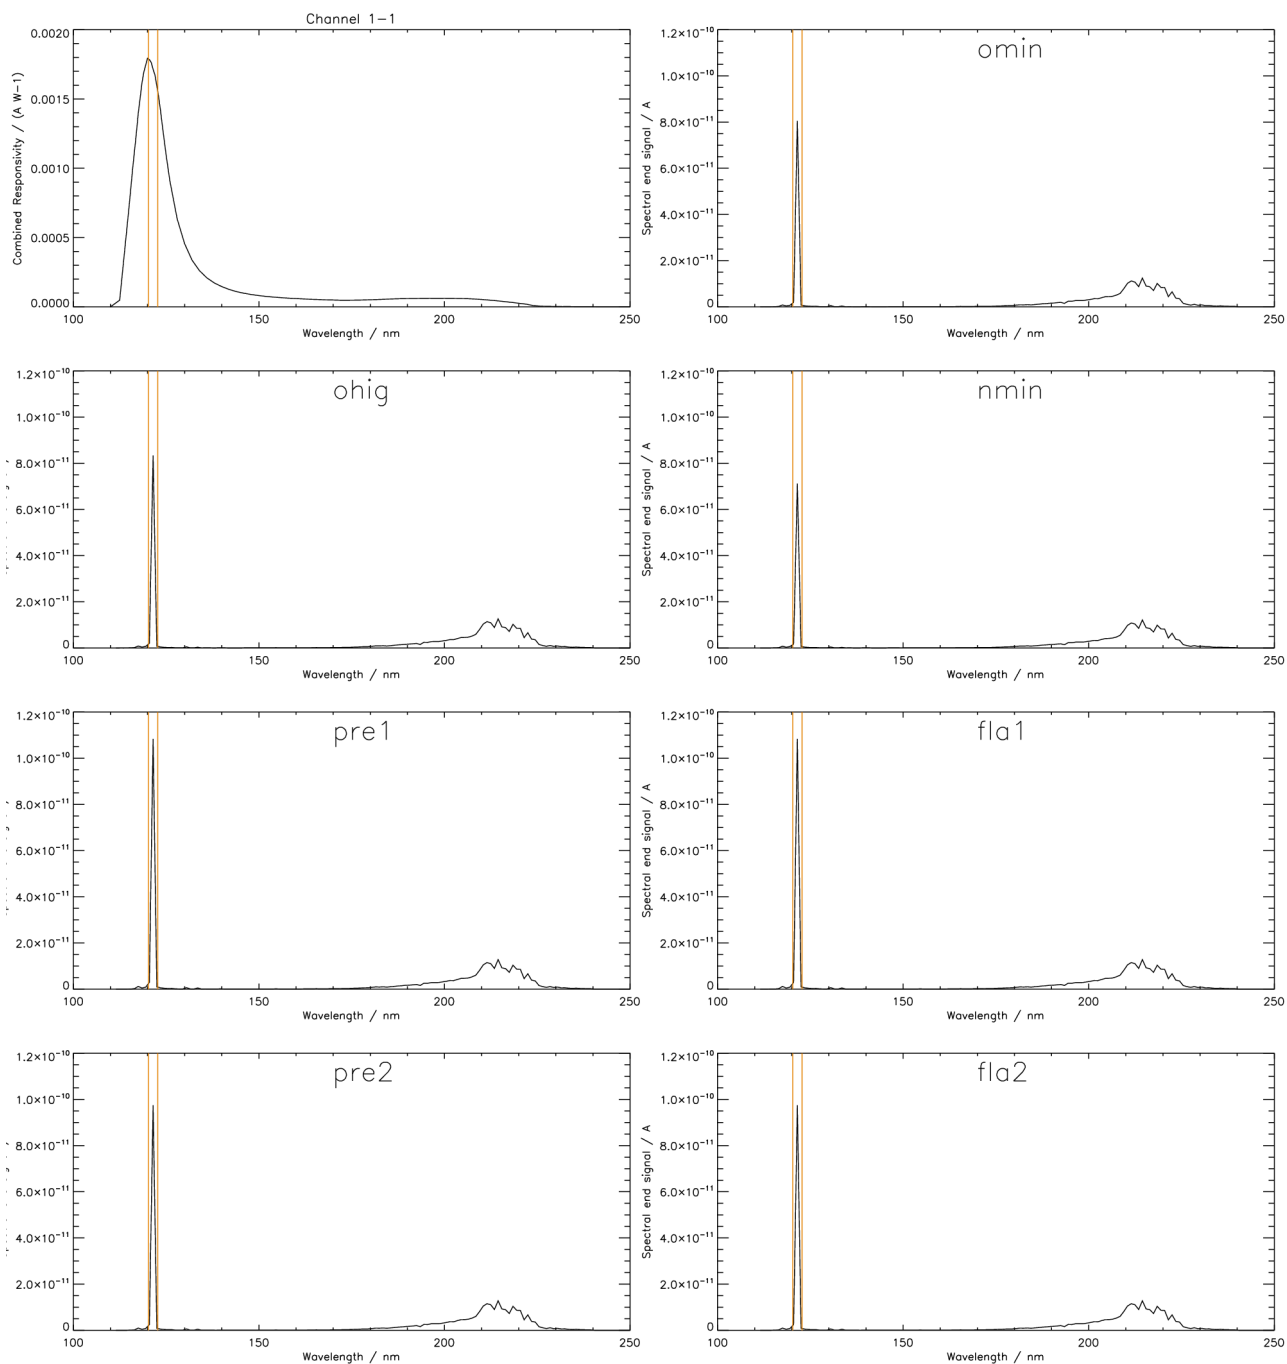 Channel 1-1
0.0020
0.0015
0.0010
0.0005
0.0000
Combined Responsivity / (A W-1)
100 150 200 250
Wavelength / nm
omin
1.2×10⁻¹⁰
1.0×10⁻¹⁰
8.0×10⁻¹¹
6.0×10⁻¹¹
4.0×10⁻¹¹
2.0×10⁻¹¹
0
Spectral end signal / A
100 150 200 250
Wavelength / nm
ohig
1.2×10⁻¹⁰
1.0×10⁻¹⁰
8.0×10⁻¹¹
6.0×10⁻¹¹
4.0×10⁻¹¹
2.0×10⁻¹¹
0
100 150 200 250
Wavelength / nm
nmin
1.2×10⁻¹⁰
1.0×10⁻¹⁰
8.0×10⁻¹¹
6.0×10⁻¹¹
4.0×10⁻¹¹
2.0×10⁻¹¹
0
Spectral end signal / A
100 150 200 250
Wavelength / nm
pre1
1.2×10⁻¹⁰
1.0×10⁻¹⁰
8.0×10⁻¹¹
6.0×10⁻¹¹
4.0×10⁻¹¹
2.0×10⁻¹¹
0
100 150 200 250
Wavelength / nm
fla1
1.2×10⁻¹⁰
1.0×10⁻¹⁰
8.0×10⁻¹¹
6.0×10⁻¹¹
4.0×10⁻¹¹
2.0×10⁻¹¹
0
Spectral end signal / A
100 150 200 250
Wavelength / nm
pre2
1.2×10⁻¹⁰
1.0×10⁻¹⁰
8.0×10⁻¹¹
6.0×10⁻¹¹
4.0×10⁻¹¹
2.0×10⁻¹¹
0
100 150 200 250
Wavelength / nm
fla2
1.2×10⁻¹⁰
1.0×10⁻¹⁰
8.0×10⁻¹¹
6.0×10⁻¹¹
4.0×10⁻¹¹
2.0×10⁻¹¹
0
Spectral end signal / A
100 150 200 250
Wavelength / nm